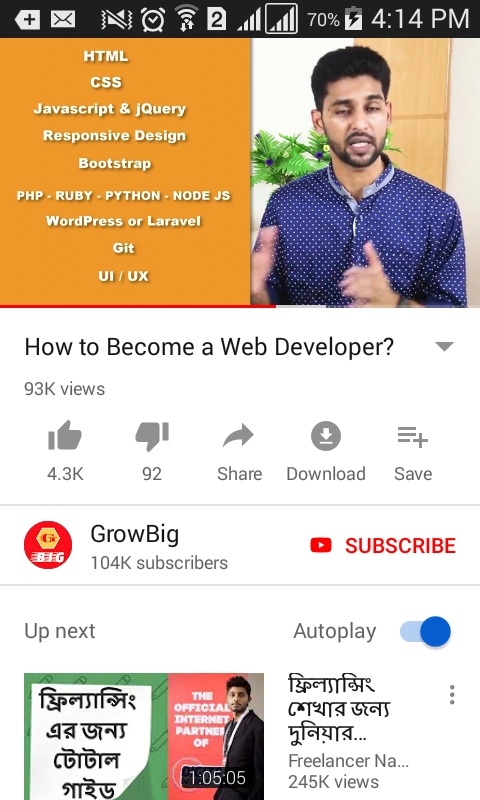 2
70%
4:14 PM
HTML
CSS
Javascript & jQuery
Responsive Design
Bootstrap
PHP - RUBY - PYTHON - NODE JS
WordPress or Laravel
Git
UI / UX
How to Become a Web Developer?
93K views
4.3K
92
Share
Download
Save
G
BIG
GrowBig
104K subscribers
SUBSCRIBE
Up next
Autoplay
ফ্রিল্যান্সিং
এর জন্য
টোটাল
গাইড
THE
OFFICIAL
INTERNET
PARTNER
OF
1:05:05
ফ্রিল্যান্সিং
শেখার জন্য
দুনিয়ার...
Freelancer Na...
245K views